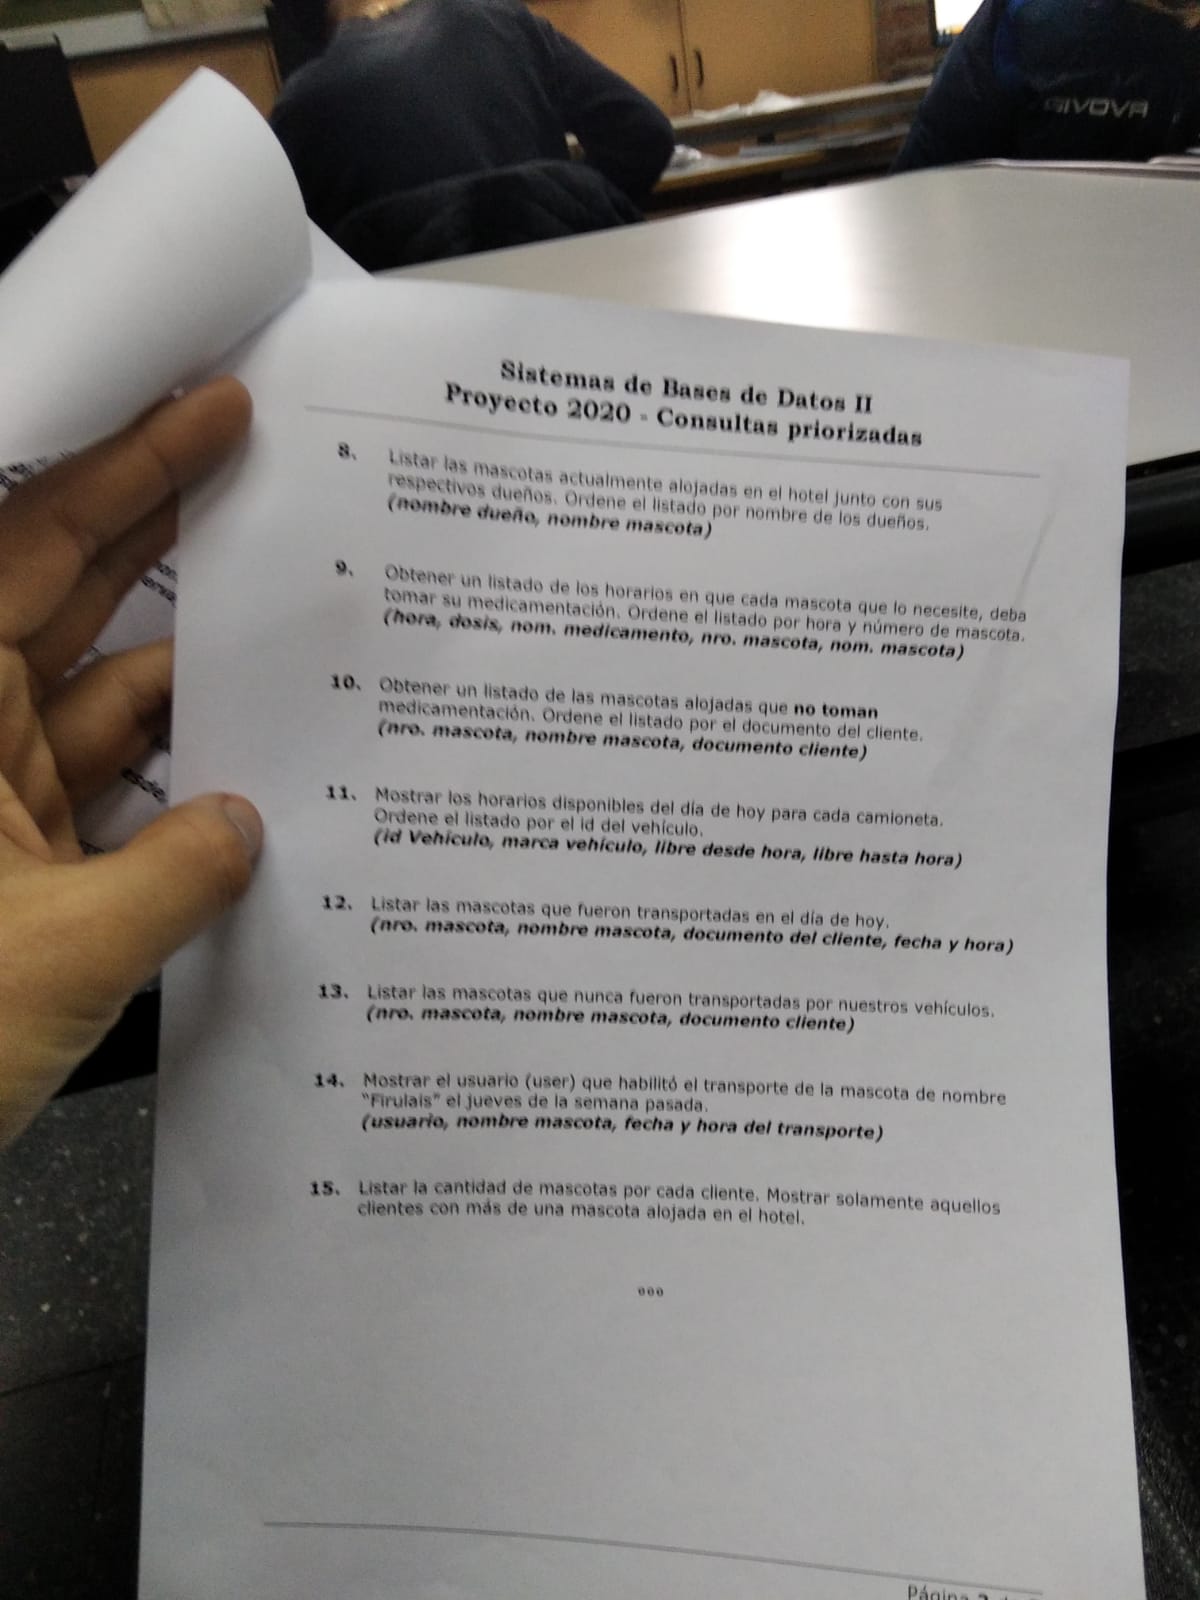 GIVOVA
Sistemas de Bases de Datos II
Proyecto 2020 - Consultas priorizadas
8. Listar las mascotas actualmente alojadas en el hotel junto con sus
respectivos dueños. Ordene el listado por nombre de los dueños.
(nombre dueño, nombre mascota)
9. Obtener un listado de los horarios en que cada mascota que lo necesite, deba
tomar su medicamentación. Ordene el listado por hora y número de mascota.
(hora, dosis, nom. medicamento, nro. mascota, nom. mascota)
10. Obtener un listado de las mascotas alojadas que no toman
medicamentación. Ordene el listado por el documento del cliente.
(nro. mascota, nombre mascota, documento cliente)
11. Mostrar los horarios disponibles del día de hoy para cada camioneta.
Ordene el listado por el id del vehículo.
(id Vehículo, marca vehículo, libre desde hora, libre hasta hora)
12. Listar las mascotas que fueron transportadas en el día de hoy.
(nro. mascota, nombre mascota, documento del cliente, fecha y hora)
13. Listar las mascotas que nunca fueron transportadas por nuestros vehículos.
(nro. mascota, nombre mascota, documento cliente)
14. Mostrar el usuario (user) que habilitó el transporte de la mascota de nombre
"Firulais" el jueves de la semana pasada.
(usuario, nombre mascota, fecha y hora del transporte)
15. Listar la cantidad de mascotas por cada cliente. Mostrar solamente aquellos
clientes con más de una mascota alojada en el hotel.
ooo
Página